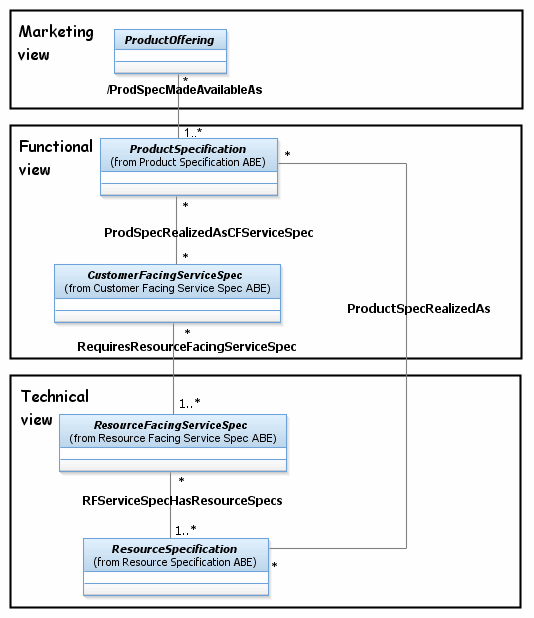 Marketing
view
ProductOffering
*
/ProdSpecMadeAvailableAs
1..*
Functional
view
ProductSpecification
(from Product Specification ABE)
*
*
ProdSpecRealizedAsCFServiceSpec
*
CustomerFacingServiceSpec
(from Customer Facing Service Spec ABE)
ProductSpecRealizedAs
*
RequiresResourceFacingServiceSpec
Technical
view
1..*
ResourceFacingServiceSpec
(from Resource Facing Service Spec ABE)
*
RFServiceSpecHasResourceSpecs
1..*
ResourceSpecification
(from Resource Specification ABE)
*